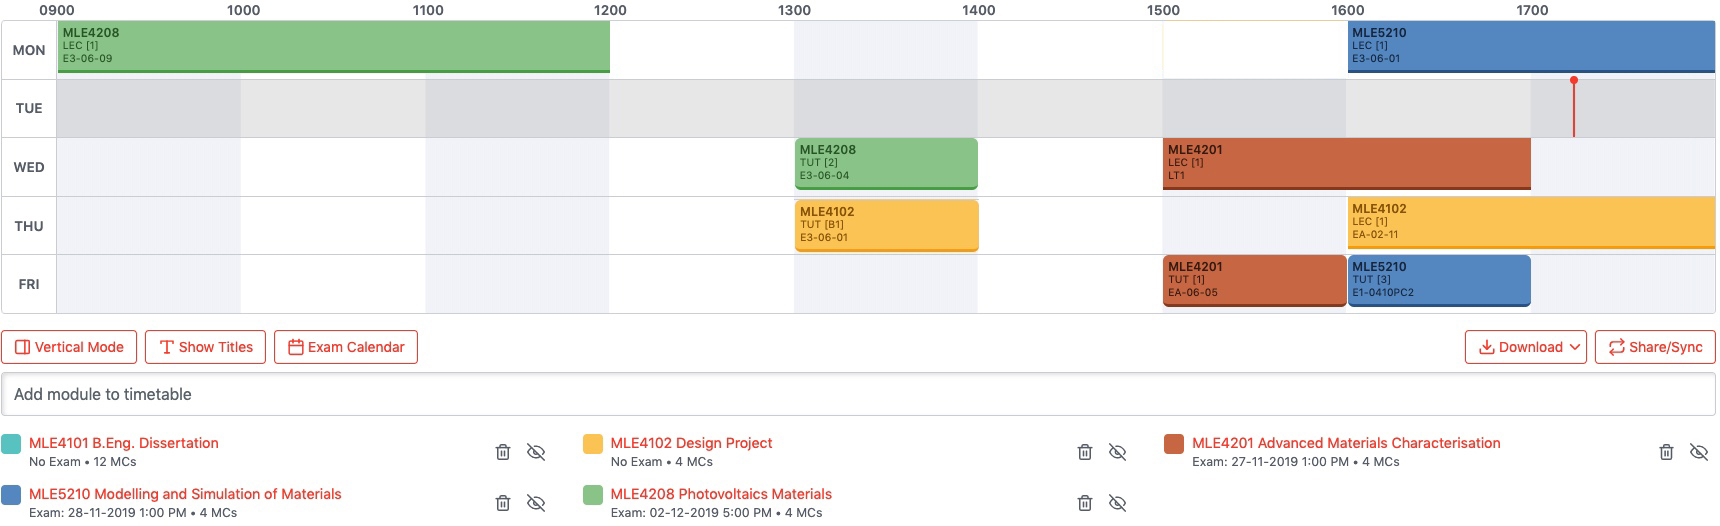 0900 1000 1100 1200 1300 1400 1500 1600 1700
MON
MLE4208
LEC [1]
E3-06-09
MLE5210
LEC [1]
E3-06-01
TUE
WED
MLE4208
TUT [2]
E3-06-04
MLE4201
LEC [1]
LT1
THU
MLE4102
TUT [B1]
E3-06-01
MLE4102
LEC [1]
EA-02-11
FRI
MLE4201
TUT [1]
EA-06-05
MLE5210
TUT [3]
E1-0410PC2
Vertical Mode
Show Titles
Exam Calendar
Download
Share/Sync
Add module to timetable
MLE4101 B.Eng. Dissertation
No Exam • 12 MCs
MLE4102 Design Project
No Exam • 4 MCs
MLE4201 Advanced Materials Characterisation
Exam: 27-11-2019 1:00 PM • 4 MCs
MLE5210 Modelling and Simulation of Materials
Exam: 28-11-2019 1:00 PM • 4 MCs
MLE4208 Photovoltaics Materials
Exam: 02-12-2019 5:00 PM • 4 MCs